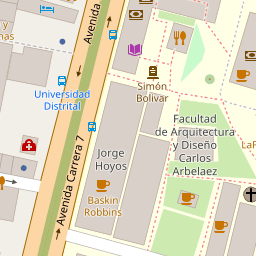 y
nas
Avenida
Simón
Bolívar
Universidad
Distrital
Avenida Carrera 7
Jorge
Hoyos
Facultad
de Arquitectura
y Diseño
Carlos
Arbelaez
LaF
Baskin
Robbins